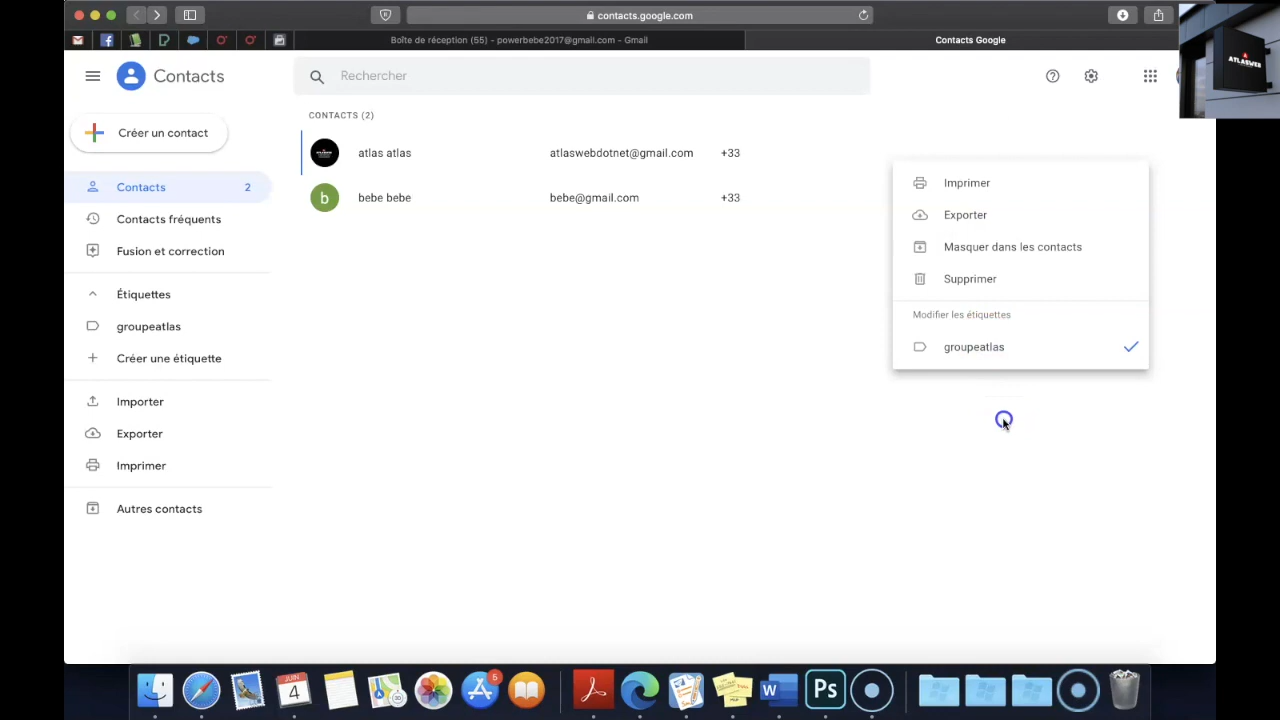 contacts.google.com
Boîte de réception (55) - powerbebe2017@gmail.com - Gmail
Contacts Google
ATLASWEB
Contacts
Rechercher
Créer un contact
CONTACTS (2)
atlas atlas atlaswebdotnet@gmail.com +33
b bebe bebe bebe@gmail.com +33
Contacts 2
Contacts fréquents
Fusion et correction
Étiquettes
groupeatlas
Créer une étiquette
Importer
Exporter
Imprimer
Autres contacts
Imprimer
Exporter
Masquer dans les contacts
Supprimer
Modifier les étiquettes
groupeatlas
JUIN
4
5
W
Ps